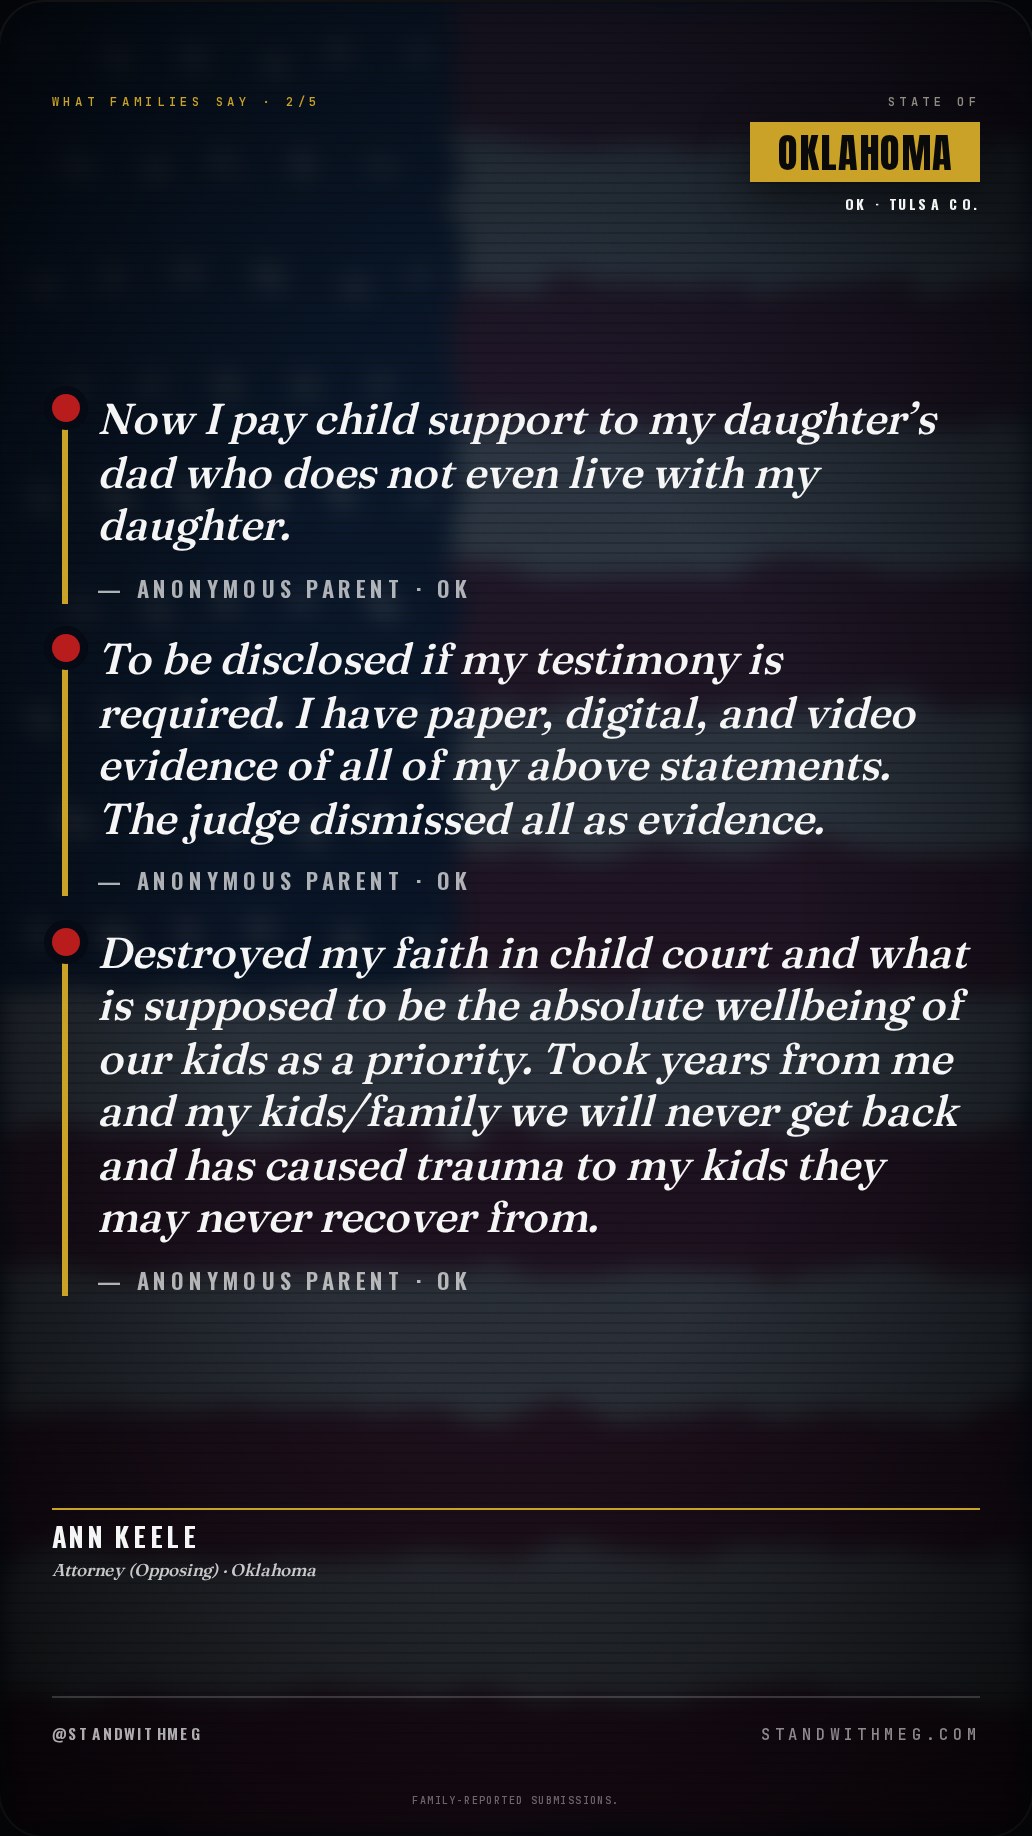 WHAT FAMILIES SAY · 2/5
STATE OF
OKLAHOMA
OK · TULSA CO.
Now I pay child support to my daughter’s
dad who does not even live with my
daughter.
— ANONYMOUS PARENT · OK
To be disclosed if my testimony is
required. I have paper, digital, and video
evidence of all of my above statements.
The judge dismissed all as evidence.
— ANONYMOUS PARENT · OK
Destroyed my faith in child court and what
is supposed to be the absolute wellbeing of
our kids as a priority. Took years from me
and my kids/family we will never get back
and has caused trauma to my kids they
may never recover from.
— ANONYMOUS PARENT · OK
ANN KEELE
Attorney (Opposing) · Oklahoma
@STANDWITHMEG
STANDWITHMEG.COM
FAMILY-REPORTED SUBMISSIONS.